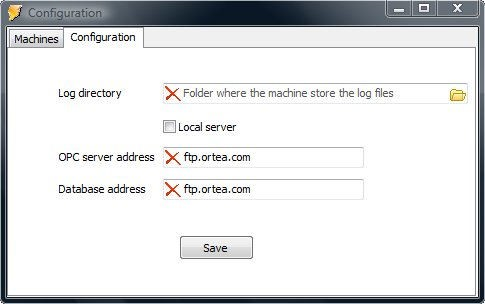 Configuration
Machines Configuration
Log directory Folder where the machine store the log files
Local server
OPC server address ftp.ortea.com
Database address ftp.ortea.com
Save